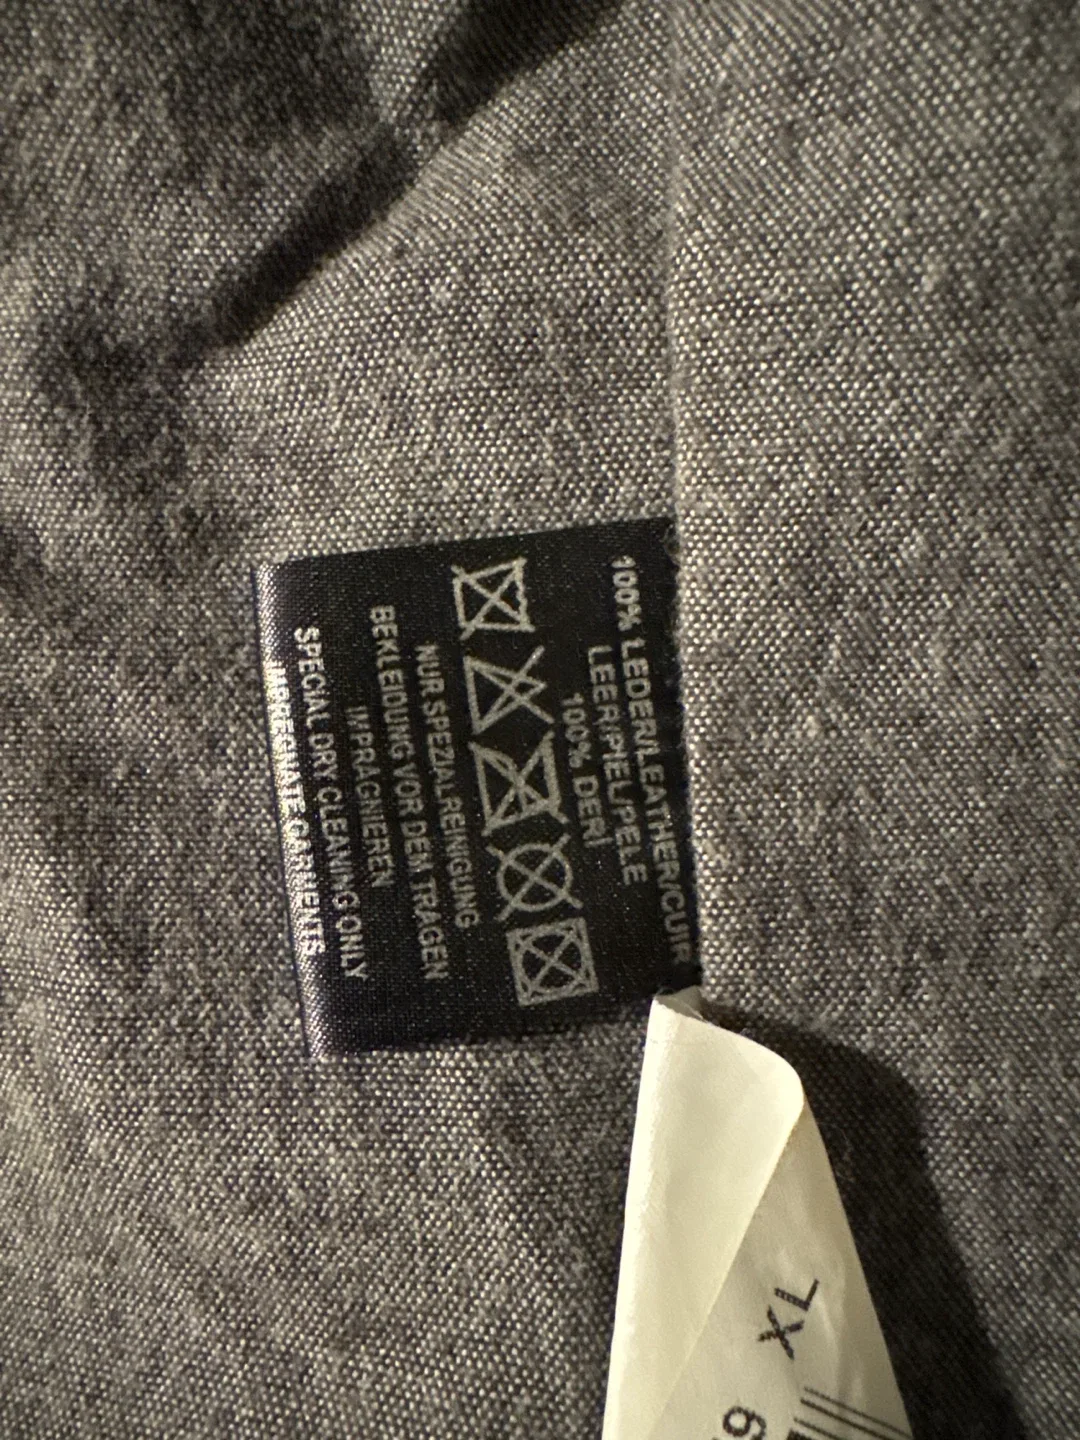 100% LEDER/LEATHER/CUIR
LEER/PIEL/PELE
100% DERI
NUR SPEZIALREINIGUNG
BEKLEIDUNG VOR DEM TRAGEN
IMPRÄGNIEREN
SPECIAL DRY CLEANING ONLY
IMPREGNATE GARMENTS
XL